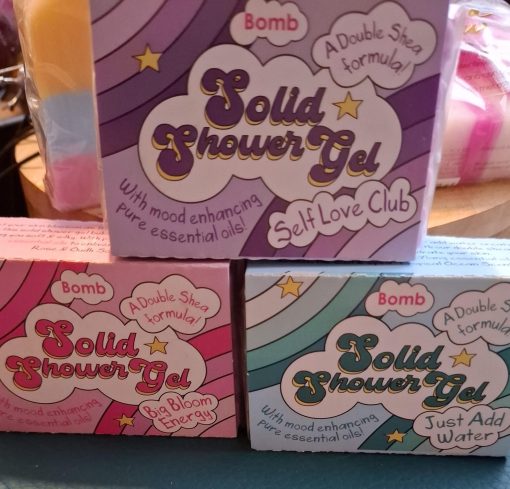 Bomb
A Double Shea
formula!
Solid
Shower Gel
With mood enhancing
pure essential oils!
Self Love Club
Bomb
A Double Shea
formula!
Solid
Shower Gel
With mood enhancing
pure essential oils!
Big Bloom
Energy
Bomb
A Double Shea
formula!
Solid
Shower Gel
With mood enhancing
pure essential oils!
Just Add
Water